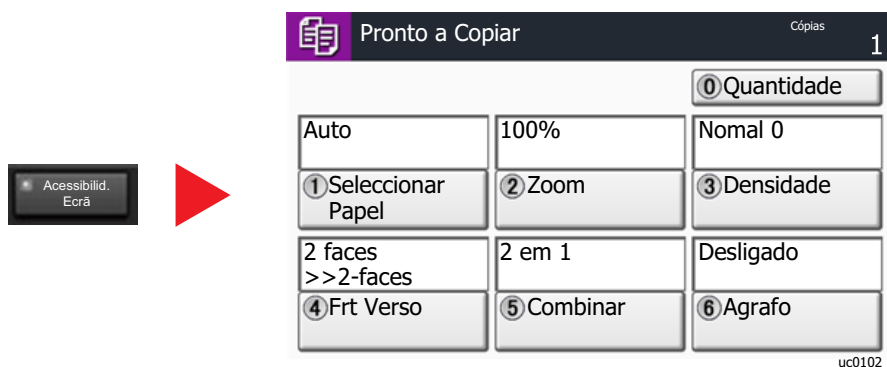 Acessibilid.
Ecrã
Pronto a Copiar
Cópias
1
0 Quantidade
Auto
100%
Nomal 0
1 Seleccionar
Papel
2 Zoom
3 Densidade
2 faces
>>2-faces
2 em 1
Desligado
4 Frt Verso
5 Combinar
6 Agrafo
uc0102